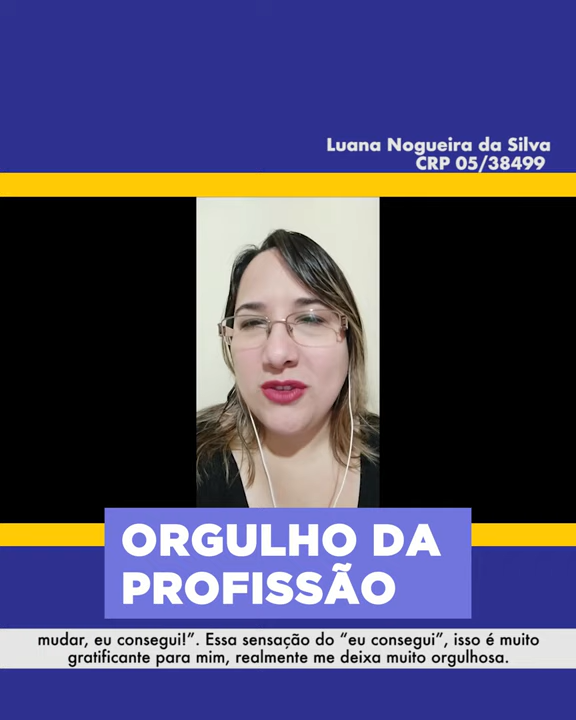 Luana Nogueira da Silva
CRP 05/38499
ORGULHO DA
PROFISSÃO
mudar, eu consegui!”. Essa sensação do “eu consegui”, isso é muito
gratificante para mim, realmente me deixa muito orgulhosa.